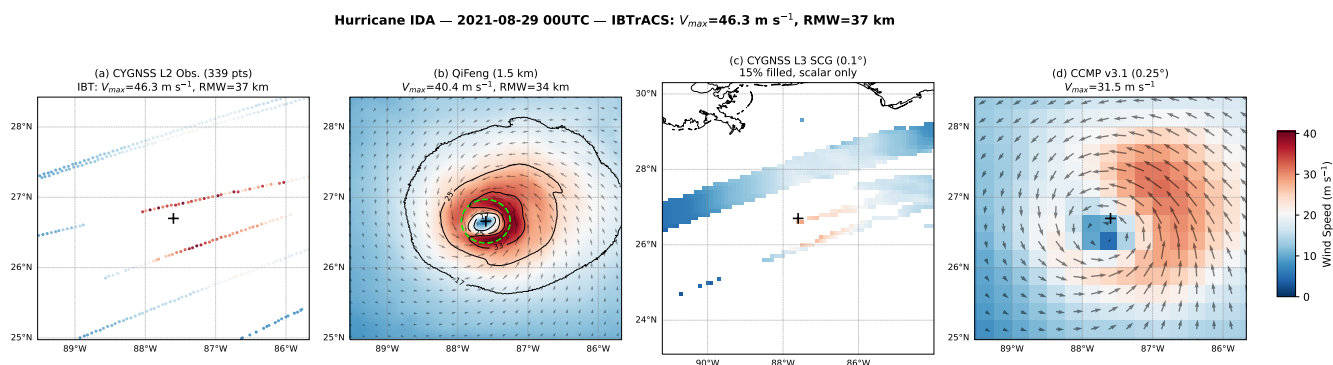 Hurricane IDA — 2021-08-29 00UTC — IBTrACS: Vmax=46.3 m s⁻¹, RMW=37 km
(a) CYGNSS L2 Obs. (339 pts)
IBT: Vmax=46.3 m s⁻¹, RMW=37 km
28°N
27°N
26°N
25°N
89°W 88°W 87°W 86°W
(b) QiFeng (1.5 km)
Vmax=40.4 m s⁻¹, RMW=34 km
28°N
27°N
26°N
25°N
89°W 88°W 87°W 86°W
(c) CYGNSS L3 SCG (0.1°)
15% filled, scalar only
30°N
28°N
26°N
24°N
90°W 88°W 86°W
(d) CCMP v3.1 (0.25°)
Vmax=31.5 m s⁻¹
28°N
27°N
26°N
25°N
89°W 88°W 87°W 86°W
40
30
20
10
0
Wind Speed (m s⁻¹)